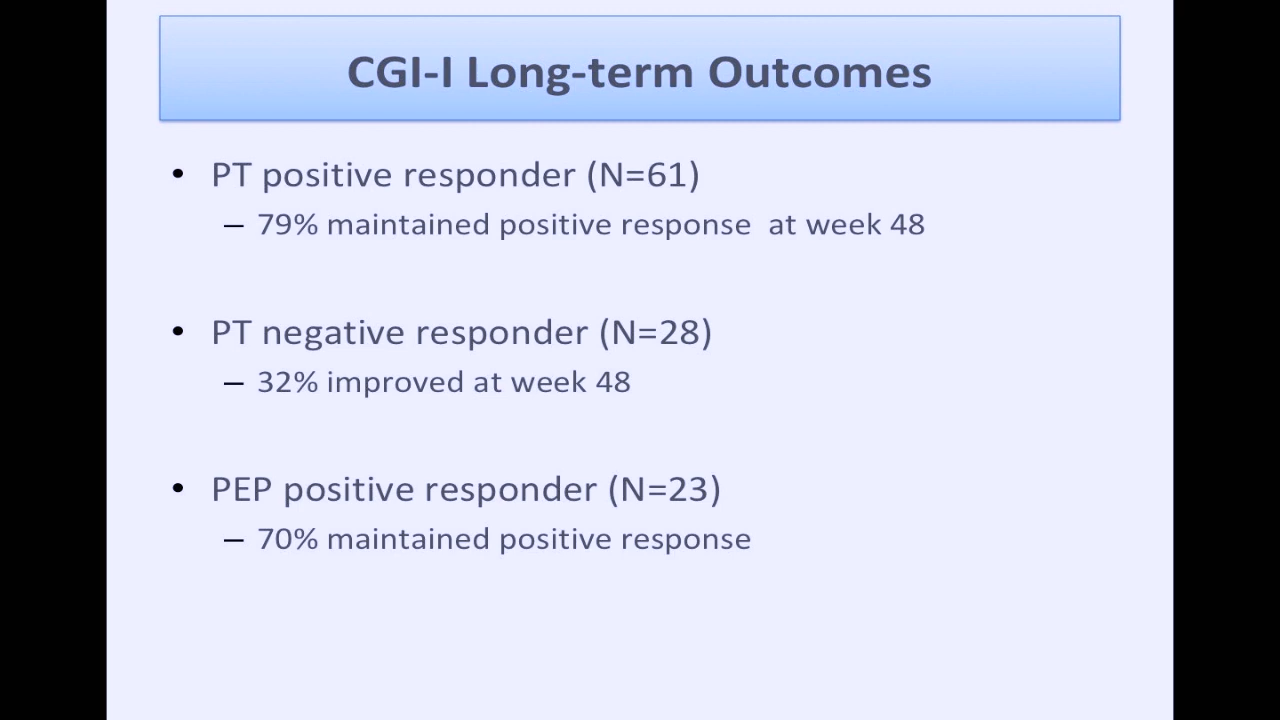 CGI-I Long-term Outcomes
• PT positive responder (N=61)
– 79% maintained positive response  at week 48
• PT negative responder (N=28)
– 32% improved at week 48
• PEP positive responder (N=23)
– 70% maintained positive response